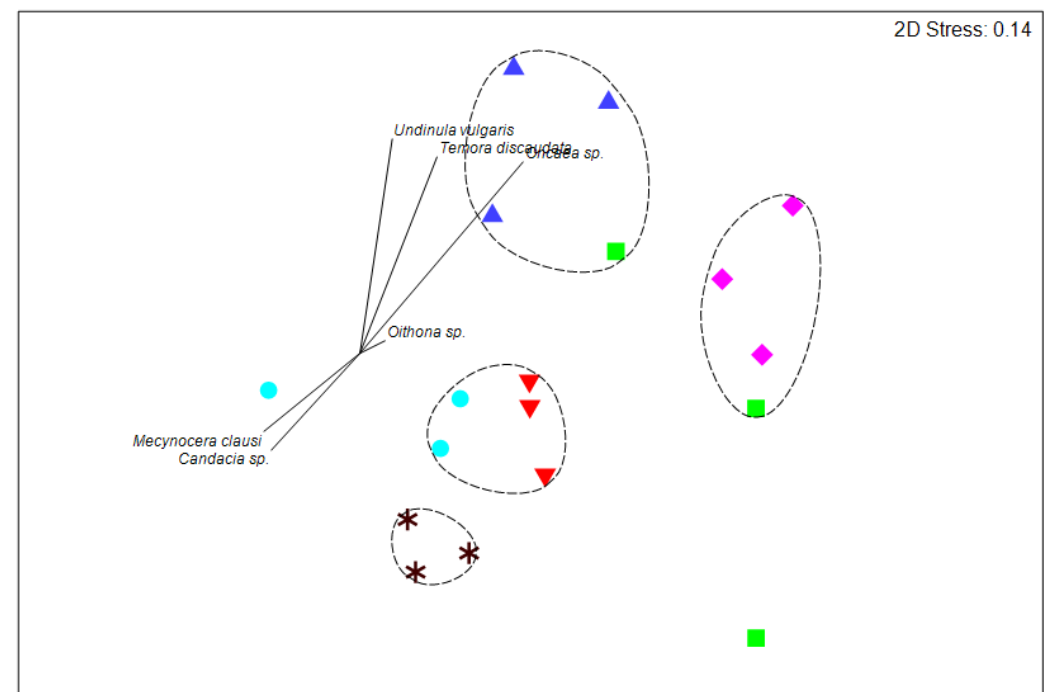 2D Stress: 0.14
Undinula vulgaris
Temora discaudata
Oncaea sp.
Oithona sp.
Mecynocera clausi
Candacia sp.